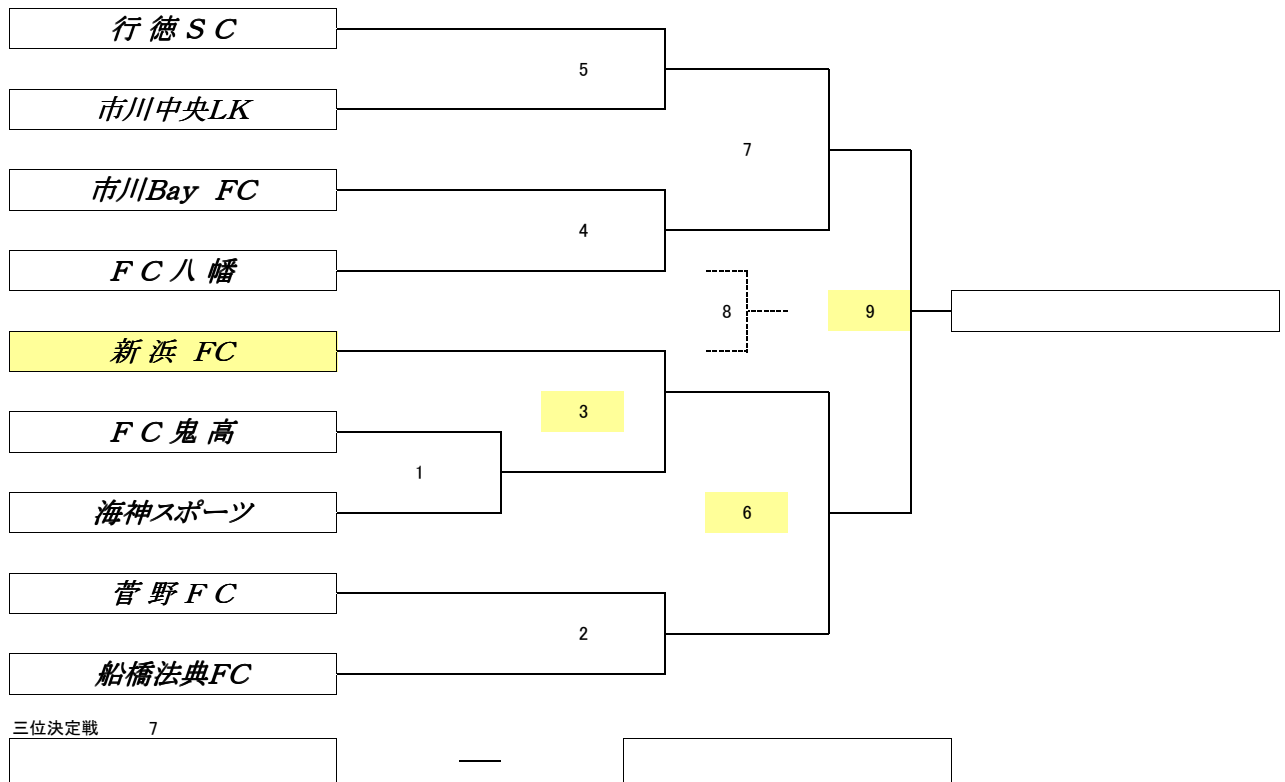 行 徳 S C
5
市川中央LK
7
市川Bay FC
4
F C 八 幡
8
9
新 浜 FC
3
F C 鬼 高
1
海神スポーツ
6
菅 野 F C
2
船橋法典FC
三位決定戦 7